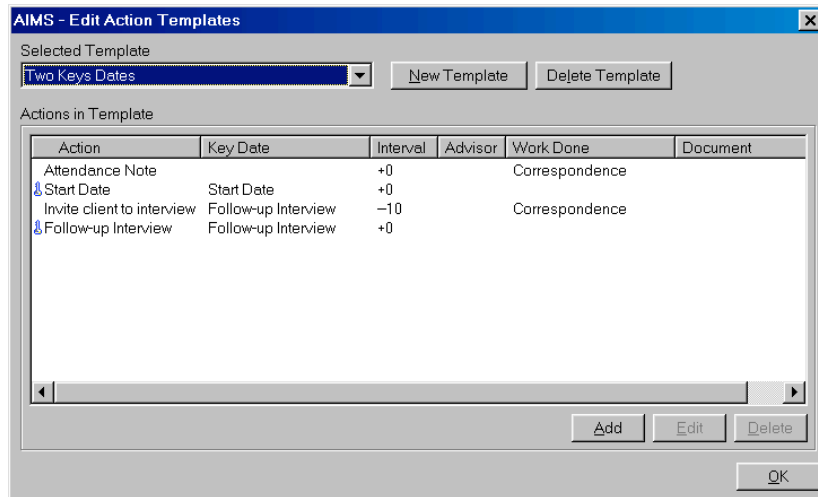 AIMS - Edit Action Templates
Selected Template
Two Keys Dates New Template Delete Template
Actions in Template
Action Key Date Interval Advisor Work Done Document
Attendance Note +0 Correspondence
Start Date Start Date +0
Invite client to interview Follow-up Interview −10 Correspondence
Follow-up Interview Follow-up Interview +0
Add Edit Delete
OK